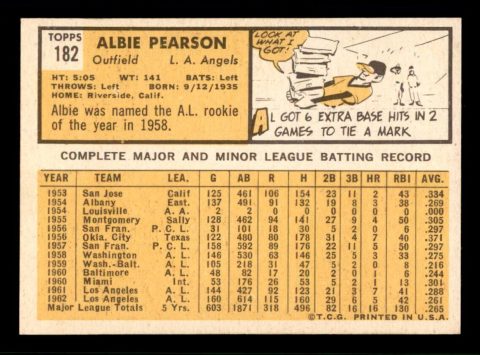 TOPPS
182
ALBIE PEARSON
Outfield L. A. Angels
HT: 5:05 WT: 141 BATS: Left
THROWS: Left BORN: 9/12/1935
HOME: Riverside, Calif.
Albie was named the A.L. rookie
of the year in 1958.
LOOK AT
WHAT I
GOT!
AL GOT 6 EXTRA BASE HITS IN 2
GAMES TO TIE A MARK
COMPLETE MAJOR AND MINOR LEAGUE BATTING RECORD
YEAR TEAM LEA. G AB R H 2B 3B HR RBI AVG.
1953 San Jose Calif 125 461 106 154 23 11 2 43 .334
1954 Albany East. 137 491 91 132 19 8 3 38 .269
1954 Louisville A.A. 2 1 0 0 0 0 0 0 .000
1955 Montgomery Sally 128 462 94 141 27 9 4 50 .305
1956 San Fran. P.C.L. 31 101 18 30 5 2 0 6 .297
1956 Okla. City Texas 122 480 80 178 31 4 7 40 .371
1957 San Fran. P.C.L. 158 592 89 176 22 11 5 50 .297
1958 Washington A.L. 146 530 63 146 25 5 3 33 .275
1959 Wash.-Balt. A.L. 105 218 31 47 5 2 0 8 .216
1960 Baltimore A.L. 48 82 17 20 2 0 1 6 .244
1960 Miami Int. 53 176 26 53 5 2 1 14 .301
1961 Los Angeles A.L. 144 427 92 123 21 3 7 41 .288
1962 Los Angeles A.L. 160 614 115 160 29 6 5 42 .261
Major League Totals 5 Yrs. 603 1871 318 496 82 16 16 130 .265
©T.C.G. PRINTED IN U.S.A.